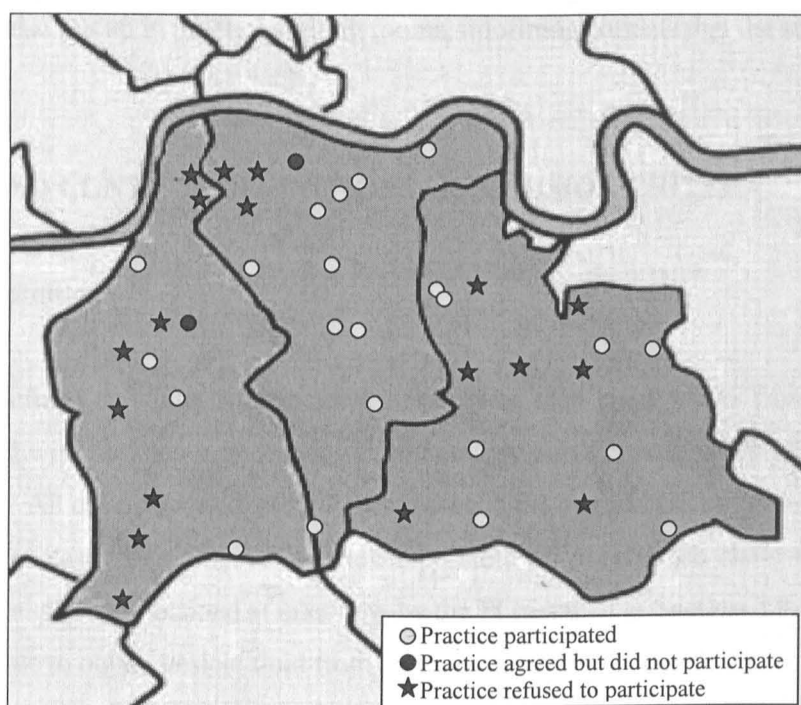 Practice participated
Practice agreed but did not participate
Practice refused to participate